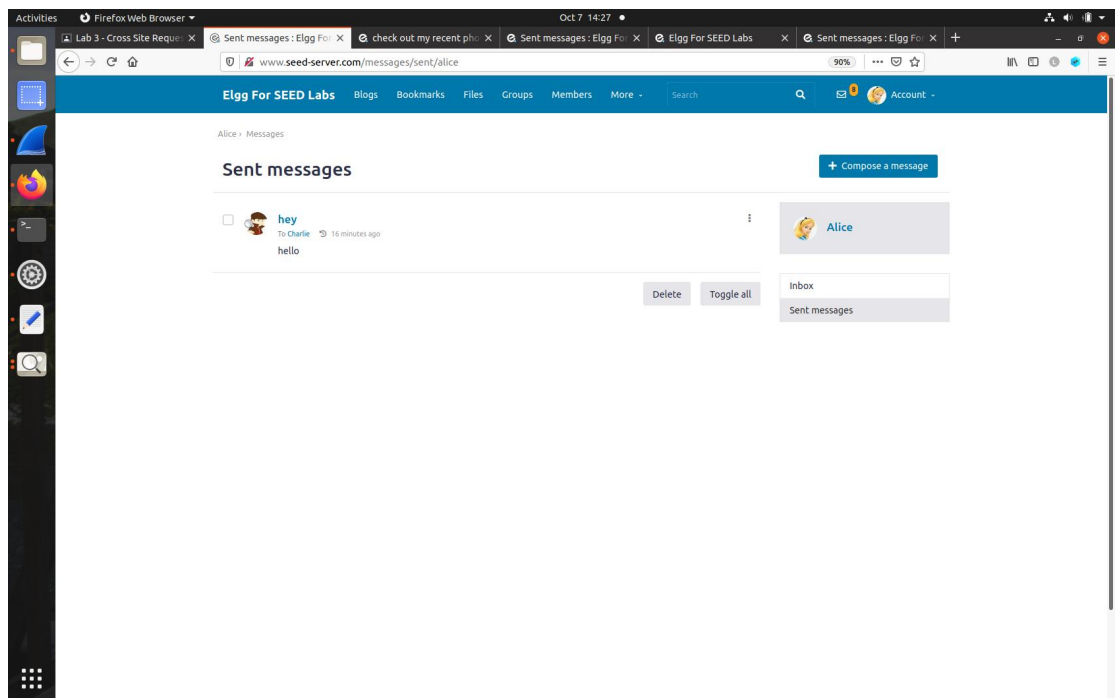 Activities Firefox Web Browser Oct 7 14:27
Lab 3 - Cross Site Reques Sent messages : Elgg For check out my recent pho Sent messages : Elgg For Elgg For SEED Labs Sent messages : Elgg For
www.seed-server.com/messages/sent/alice 90%
Elgg For SEED Labs Blogs Bookmarks Files Groups Members More Search Account
Alice › Messages
Sent messages + Compose a message
hey
To Charlie 16 minutes ago
hello
Alice
Delete Toggle all
Inbox
Sent messages